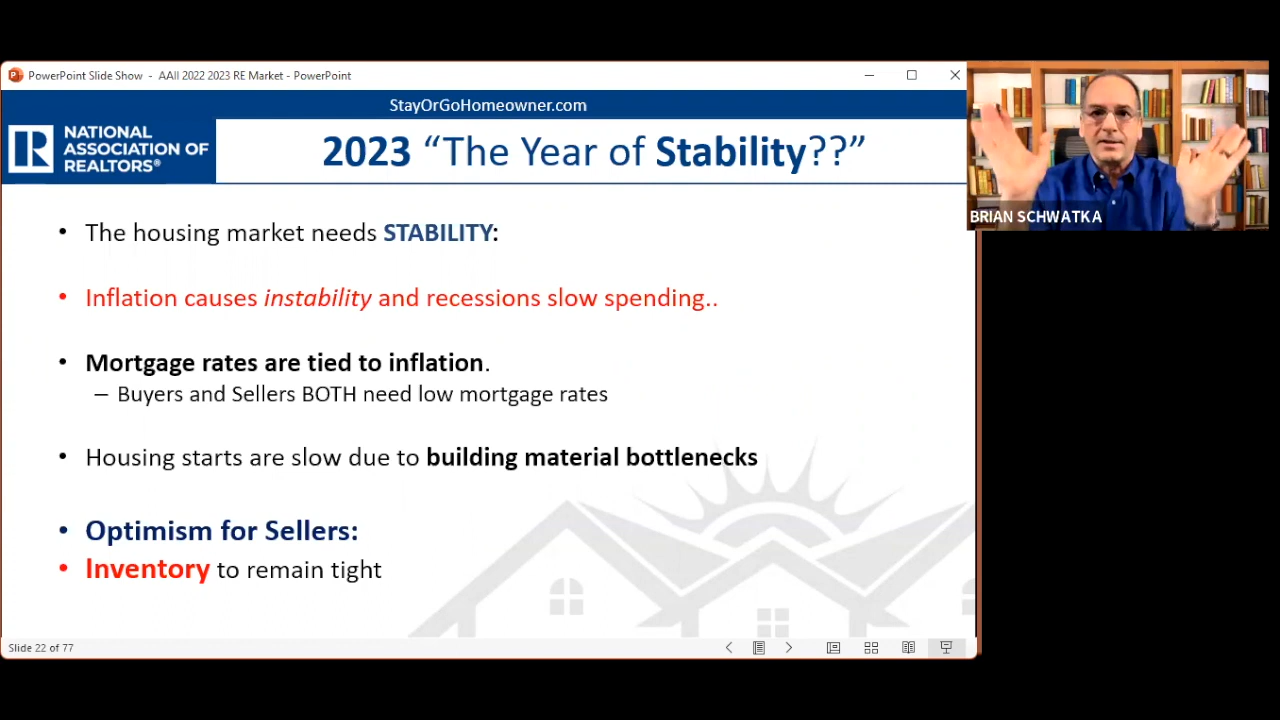 PowerPoint Slide Show - AAII 2022 2023 RE Market - PowerPoint
StayOrGoHomeowner.com
NATIONAL
ASSOCIATION OF
REALTORS®
2023 “The Year of Stability??”
BRIAN SCHWATKA
• The housing market needs STABILITY:
• Inflation causes instability and recessions slow spending..
• Mortgage rates are tied to inflation.
– Buyers and Sellers BOTH need low mortgage rates
• Housing starts are slow due to building material bottlenecks
• Optimism for Sellers:
• Inventory to remain tight
Slide 22 of 77